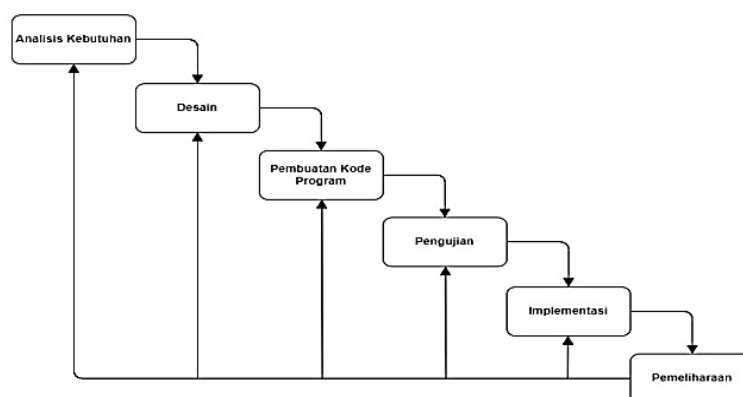 Analisis Kebutuhan
Desain
Pembuatan Kode
Program
Pengujian
Implementasi
Pemeliharaan